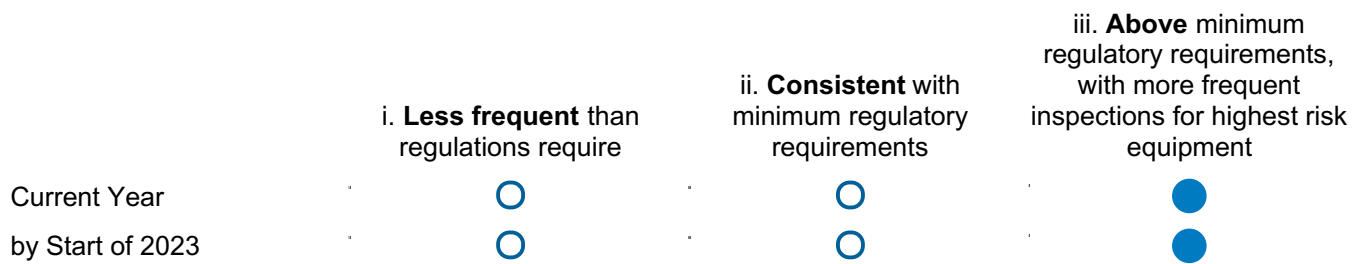 i. Less frequent than
regulations require
ii. Consistent with
minimum regulatory
requirements
iii. Above minimum
regulatory requirements,
with more frequent
inspections for highest risk
equipment
Current Year
by Start of 2023